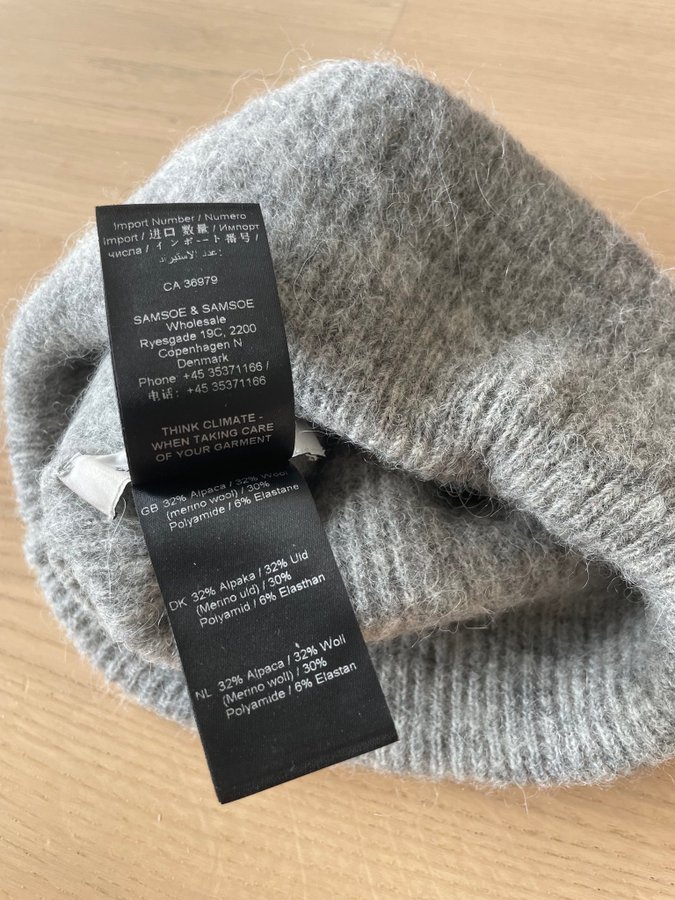 Import Number / Numero
Import / 进口 数量 / Импорт
числа / インポート番号 /
عدد الاستيراد
CA 36979
SAMSOE & SAMSOE
Wholesale
Ryesgade 19C, 2200
Copenhagen N
Denmark
Phone: +45 35371166 /
电话: +45 35371166
THINK CLIMATE -
WHEN TAKING CARE
OF YOUR GARMENT
GB 32% Alpaca / 32% Wool
(merino wool) / 30%
Polyamide / 6% Elastane
DK 32% Alpaka / 32% Uld
(Merino uld) / 30%
Polyamid / 6% Elasthan
NL 32% Alpaca / 32% Woll
(Merino woll) / 30%
Polyamide / 6% Elastan